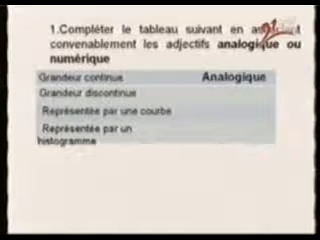 1.Compléter le tableau suivant en
convenablement les adjectifs analogique ou
numérique
Grandeur continue Analogique
Grandeur discontinue
Représentée par une courbe
Représentée par un
histogramme